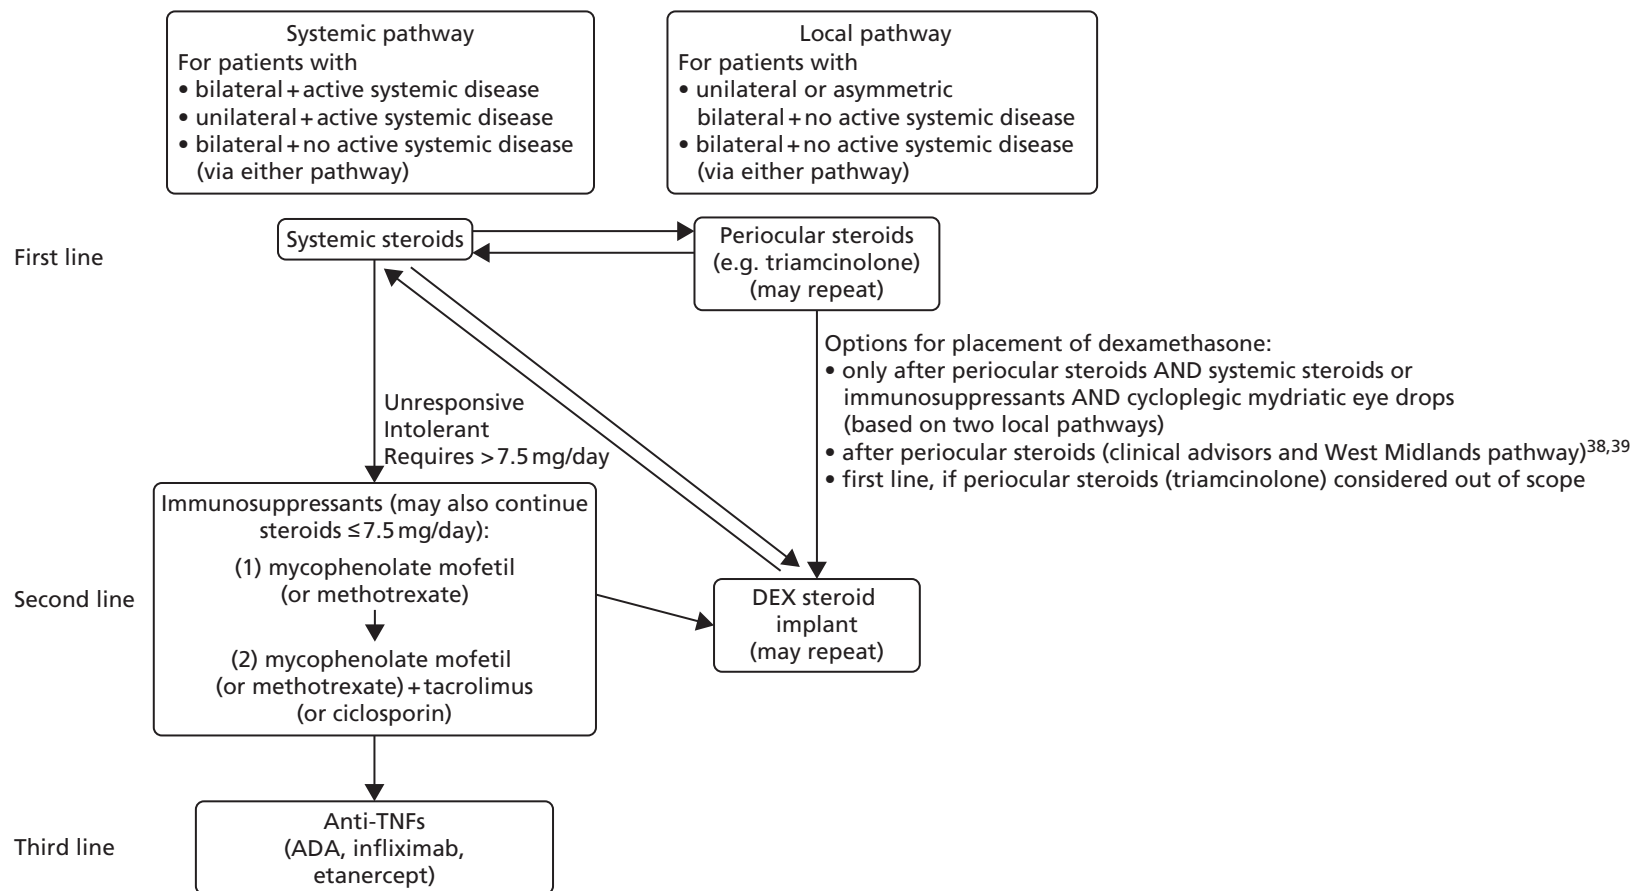 Systemic pathway
For patients with
• bilateral + active systemic disease
• unilateral + active systemic disease
• bilateral + no active systemic disease
(via either pathway)
Local pathway
For patients with
• unilateral or asymmetric
bilateral + no active systemic disease
• bilateral + no active systemic disease
(via either pathway)
First line
Systemic steroids
Periocular steroids
(e.g. triamcinolone)
(may repeat)
Options for placement of dexamethasone:
• only after periocular steroids AND systemic steroids or
immunosuppressants AND cycloplegic mydriatic eye drops
(based on two local pathways)
• after periocular steroids (clinical advisors and West Midlands pathway)38,39
• first line, if periocular steroids (triamcinolone) considered out of scope
Unresponsive
Intolerant
Requires >7.5 mg/day
Second line
Immunosuppressants (may also continue
steroids ≤7.5 mg/day):
(1) mycophenolate mofetil
(or methotrexate)
(2) mycophenolate mofetil
(or methotrexate) + tacrolimus
(or ciclosporin)
DEX steroid
implant
(may repeat)
Third line
Anti-TNFs
(ADA, infliximab,
etanercept)